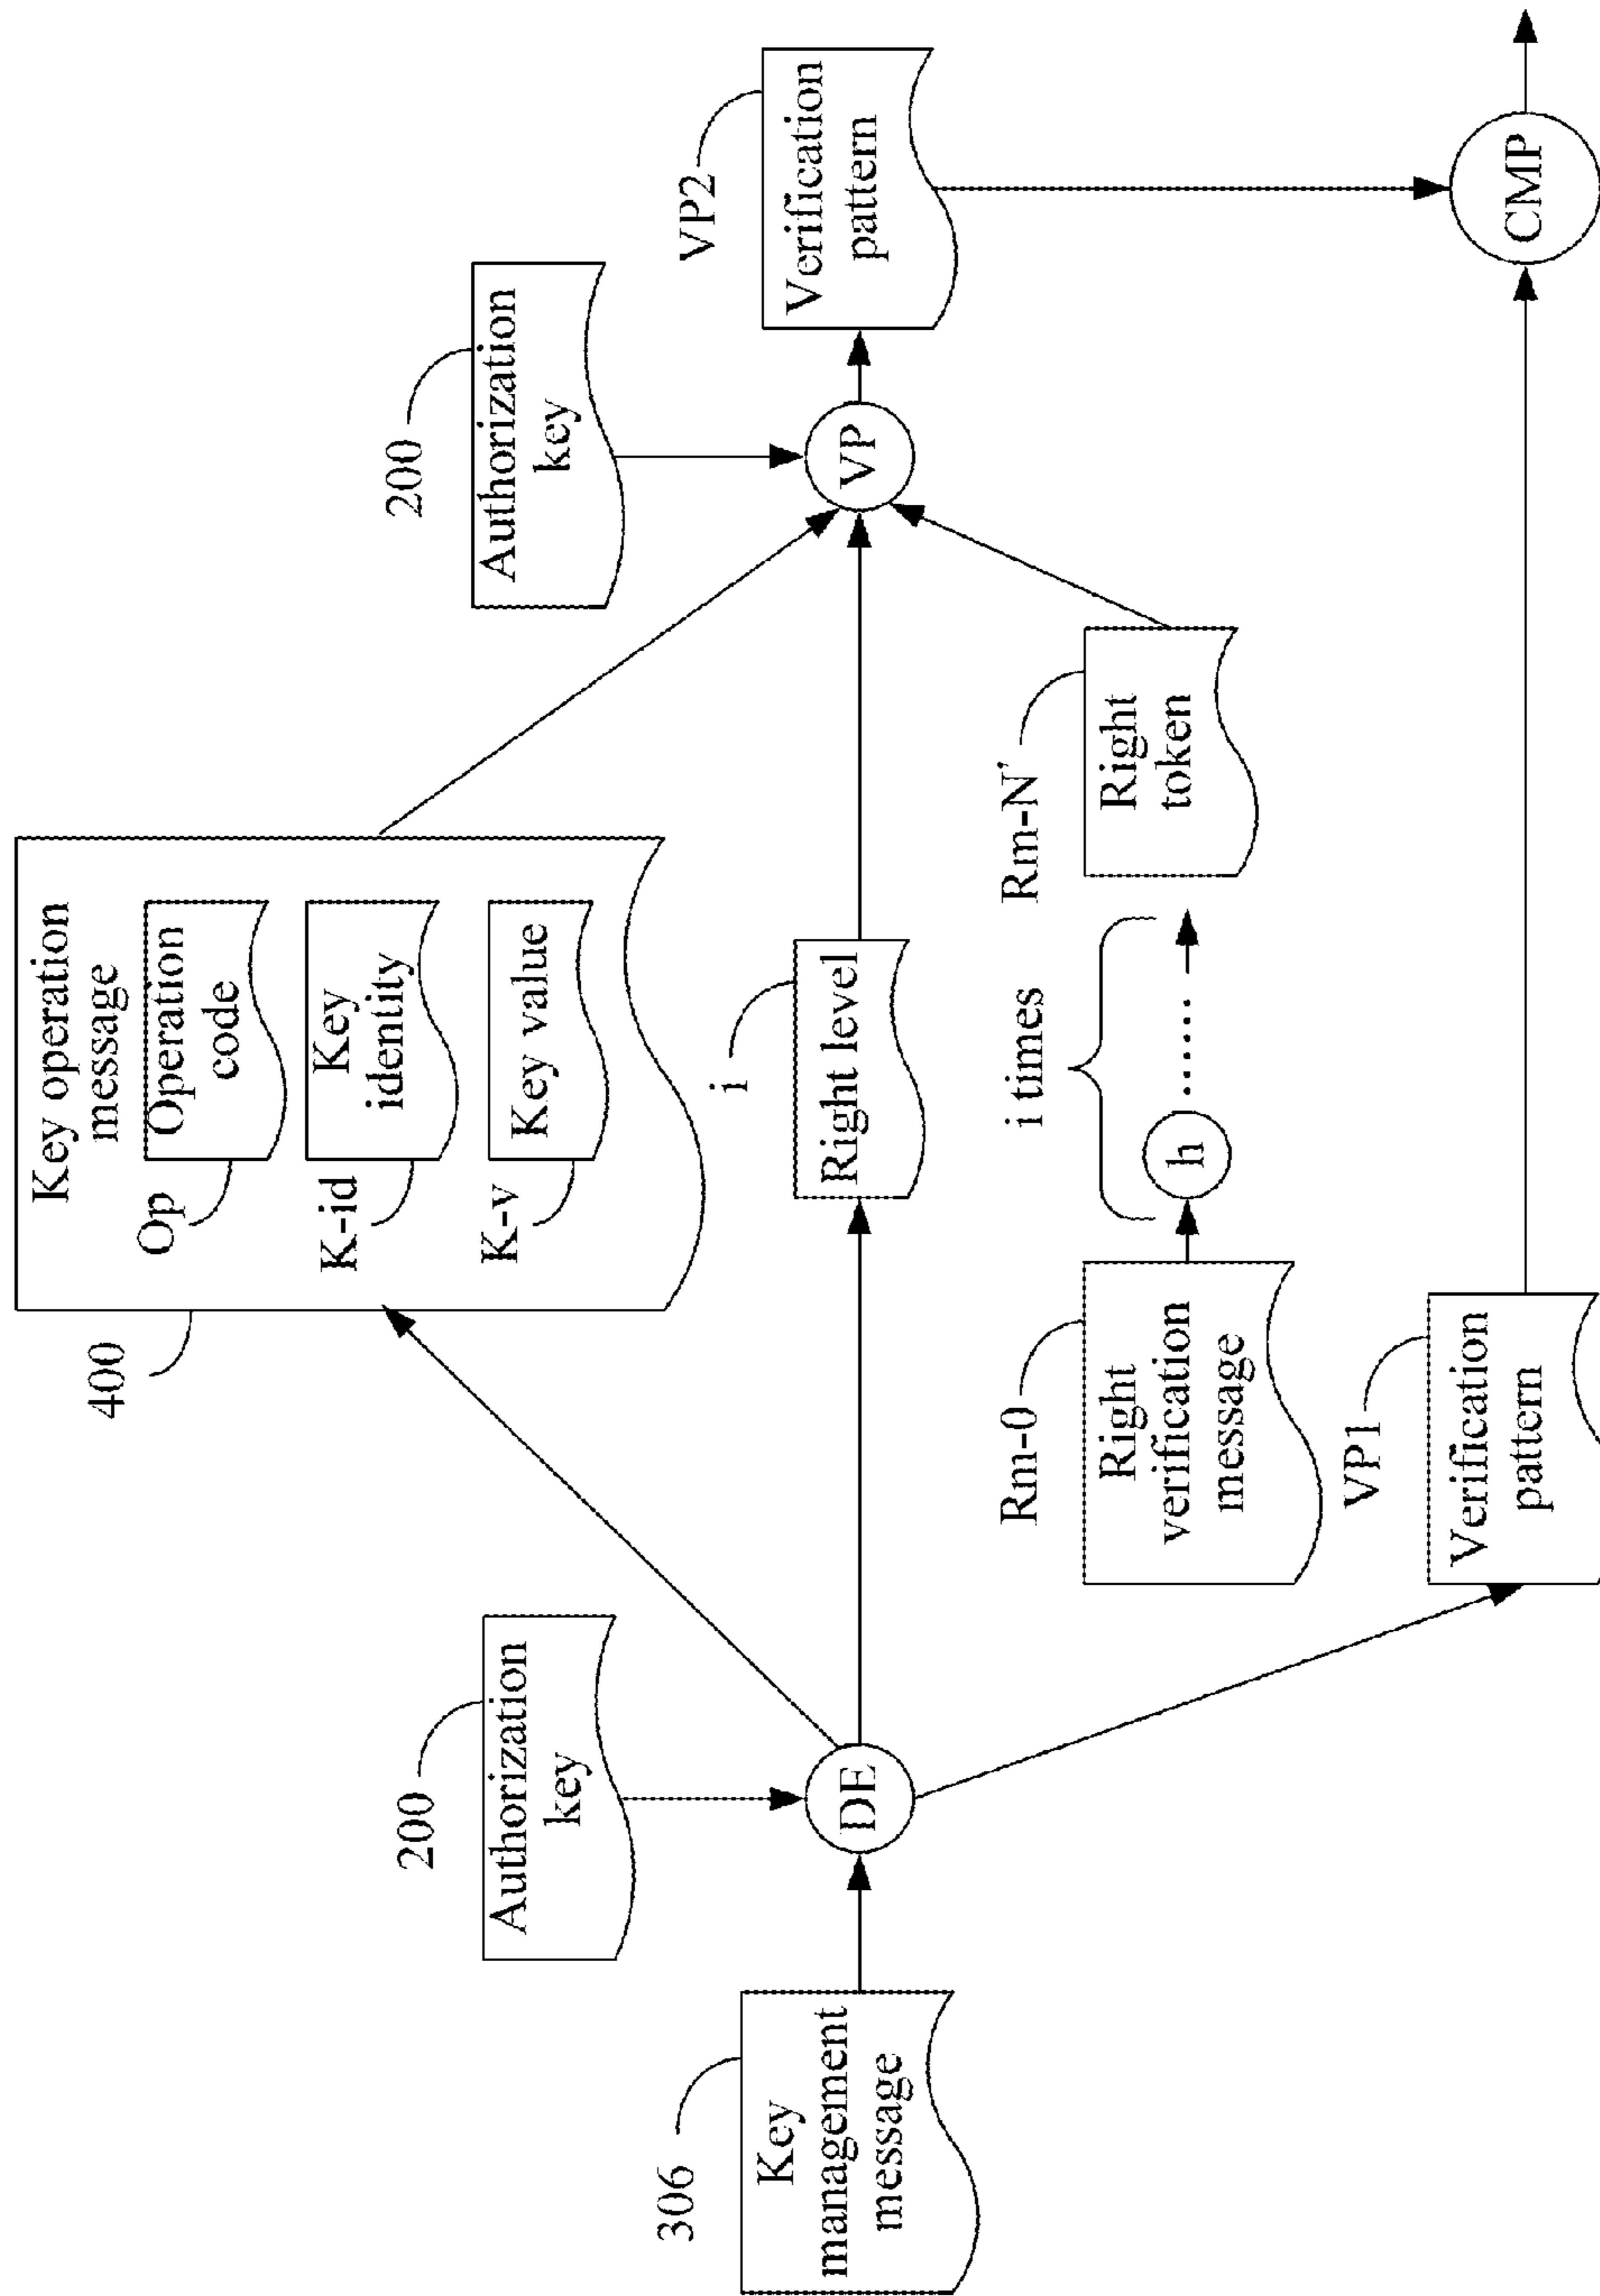 400
Key operation
message
Op
Operation
code
K-id
Key
identity
K-v
Key value
200
Authorization
key
200
Authorization
key
306
Key
management
message
DE
i
Right level
VP
VP2
Verification
pattern
Rm-0
Right
verification
message
h
......
i times
Rm-N'
Right
token
VP1
Verification
pattern
CMP